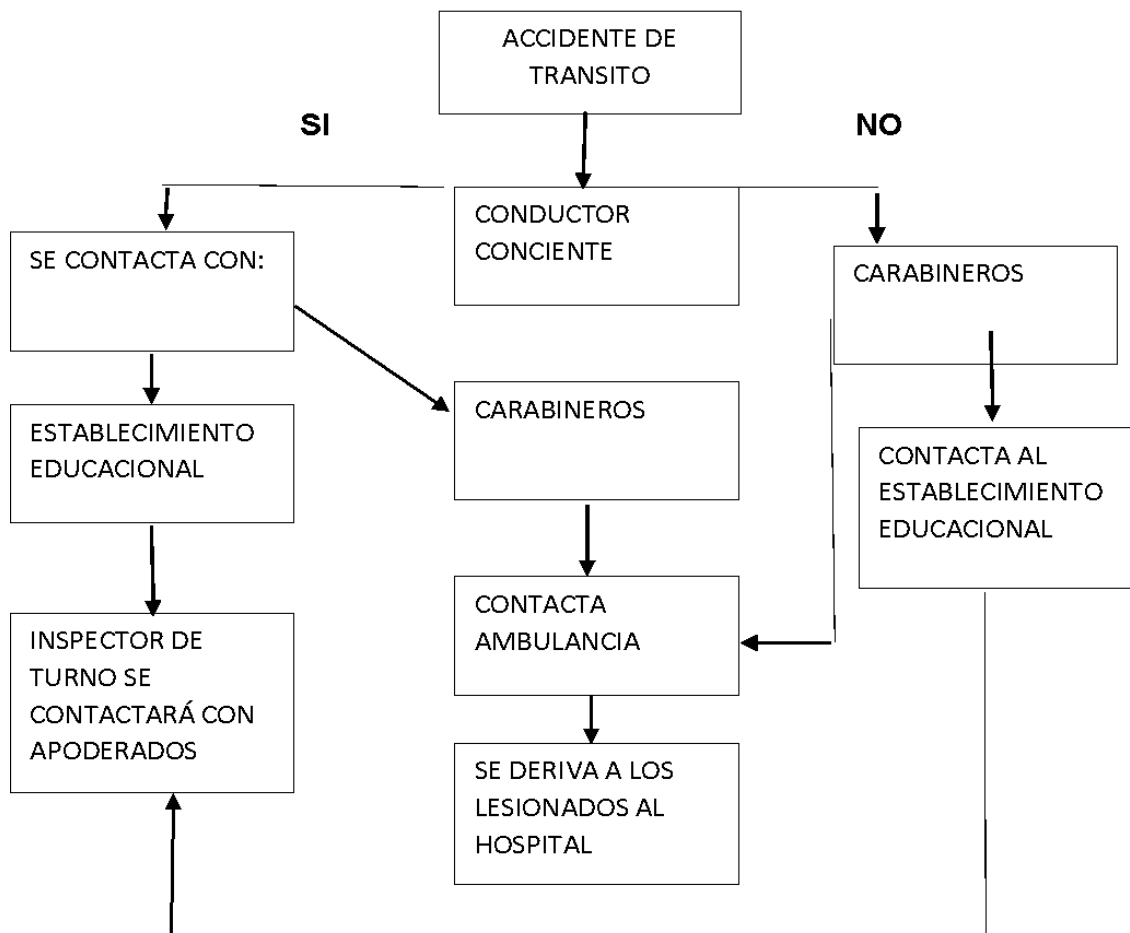 ACCIDENTE DE
TRANSITO
SI
NO
CONDUCTOR
CONCIENTE
SE CONTACTA CON:
CARABINEROS
ESTABLECIMIENTO
EDUCACIONAL
CARABINEROS
CONTACTA AL
ESTABLECIMIENTO
EDUCACIONAL
INSPECTOR DE
TURNO SE
CONTACTARÁ CON
APODERADOS
CONTACTA
AMBULANCIA
SE DERIVA A LOS
LESIONADOS AL
HOSPITAL